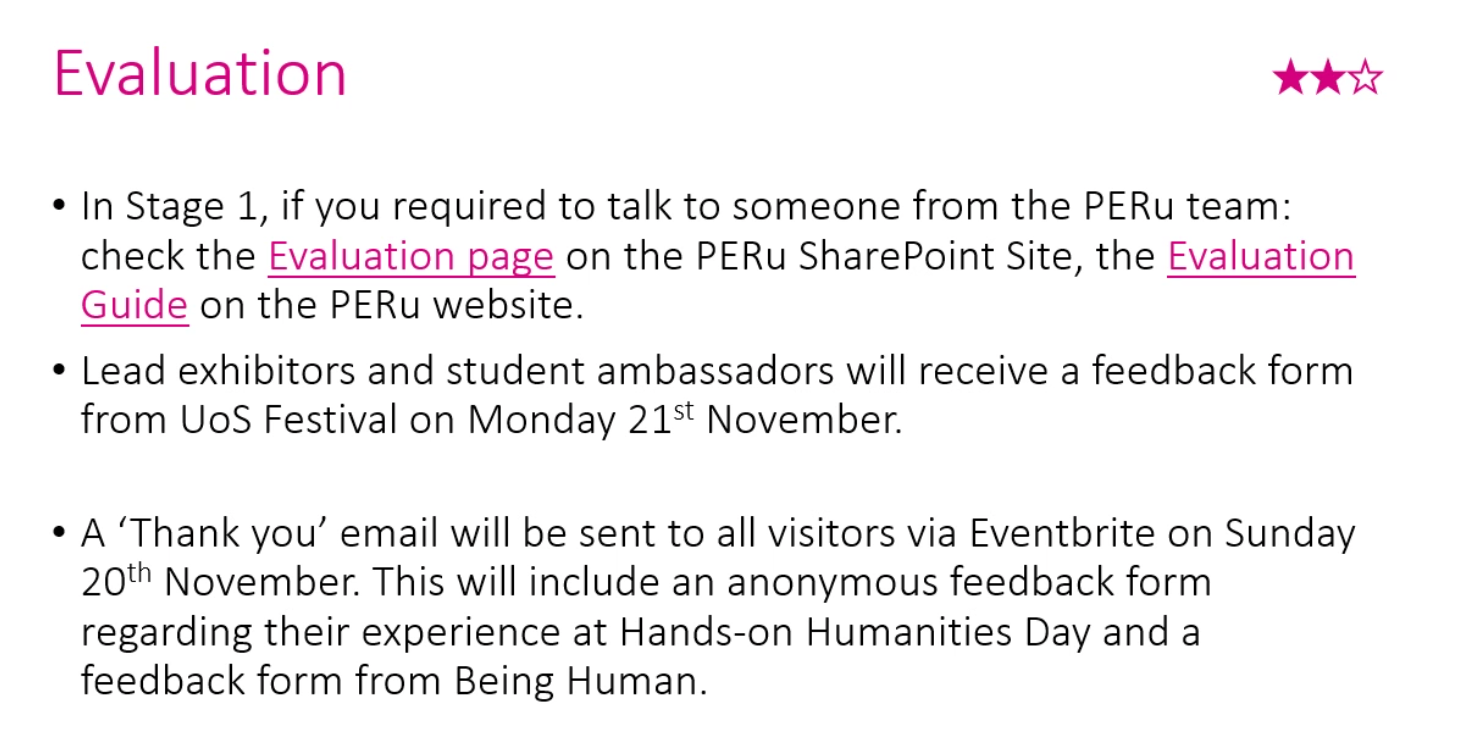 Evaluation
★★☆
• In Stage 1, if you required to talk to someone from the PERu team:
check the Evaluation page on the PERu SharePoint Site, the Evaluation
Guide on the PERu website.
• Lead exhibitors and student ambassadors will receive a feedback form
from UoS Festival on Monday 21st November.
• A ‘Thank you’ email will be sent to all visitors via Eventbrite on Sunday
20th November. This will include an anonymous feedback form
regarding their experience at Hands-on Humanities Day and a
feedback form from Being Human.